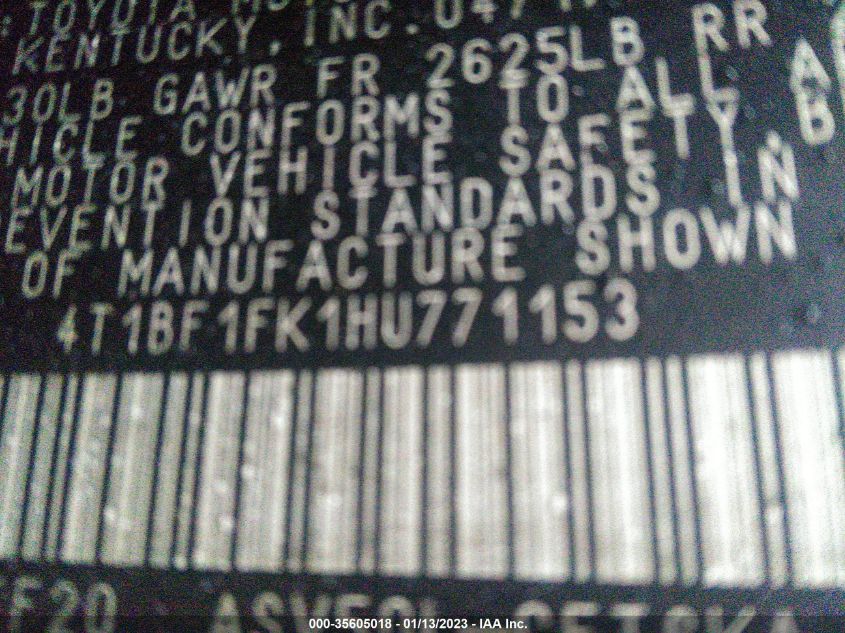 TOYOTA
KENTUCKY, INC.
30LB GAWR FR 2625LB RR
HICLE CONFORMS TO ALL
MOTOR VEHICLE SAFETY, B
EVENTION STANDARDS IN
OF MANUFACTURE SHOWN
4T1BF1FK1HU771153
000-35605018 - 01/13/2023 - IAA Inc.